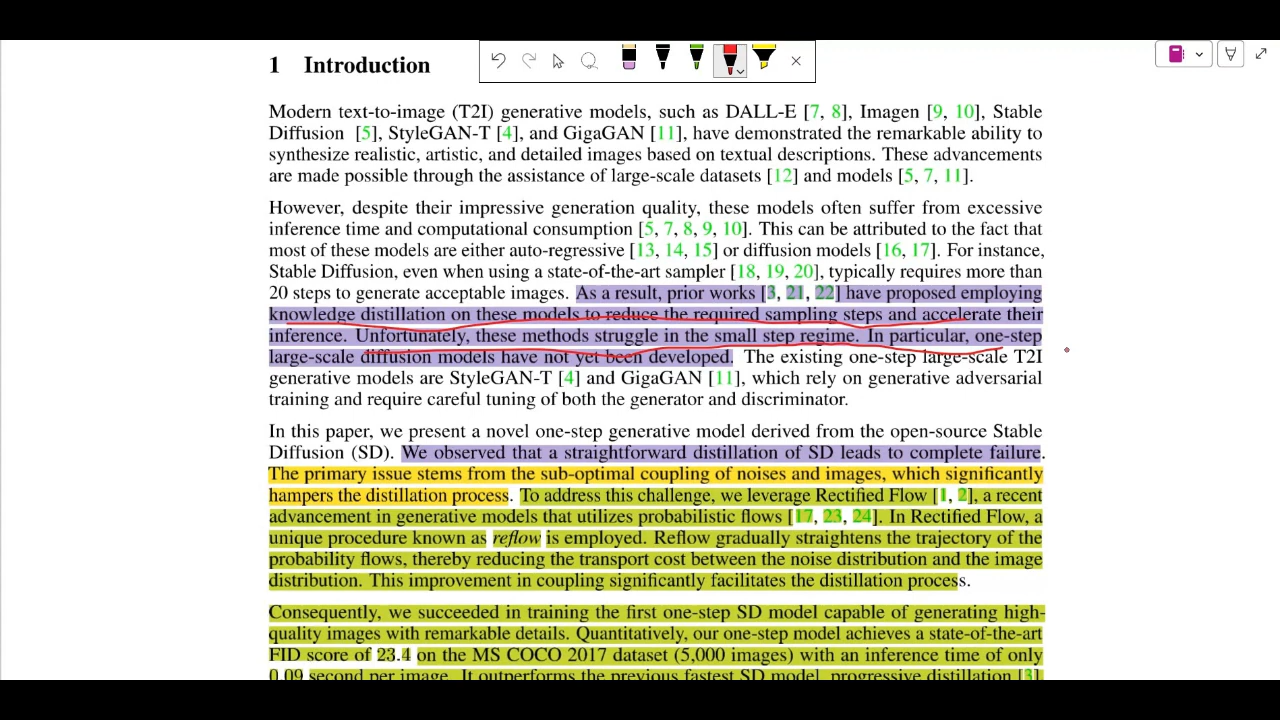 1 Introduction
Modern text-to-image (T2I) generative models, such as DALL-E [7, 8], Imagen [9, 10], Stable
Diffusion [5], StyleGAN-T [4], and GigaGAN [11], have demonstrated the remarkable ability to
synthesize realistic, artistic, and detailed images based on textual descriptions. These advancements
are made possible through the assistance of large-scale datasets [12] and models [5, 7, 11].
However, despite their impressive generation quality, these models often suffer from excessive
inference time and computational consumption [5, 7, 8, 9, 10]. This can be attributed to the fact that
most of these models are either auto-regressive [13, 14, 15] or diffusion models [16, 17]. For instance,
Stable Diffusion, even when using a state-of-the-art sampler [18, 19, 20], typically requires more than
20 steps to generate acceptable images. As a result, prior works [3, 21, 22] have proposed employing
knowledge distillation on these models to reduce the required sampling steps and accelerate their
inference. Unfortunately, these methods struggle in the small step regime. In particular, one-step
large-scale diffusion models have not yet been developed. The existing one-step large-scale T2I
generative models are StyleGAN-T [4] and GigaGAN [11], which rely on generative adversarial
training and require careful tuning of both the generator and discriminator.
In this paper, we present a novel one-step generative model derived from the open-source Stable
Diffusion (SD). We observed that a straightforward distillation of SD leads to complete failure.
The primary issue stems from the sub-optimal coupling of noises and images, which significantly
hampers the distillation process. To address this challenge, we leverage Rectified Flow [1, 2], a recent
advancement in generative models that utilizes probabilistic flows [17, 23, 24]. In Rectified Flow, a
unique procedure known as reflow is employed. Reflow gradually straightens the trajectory of the
probability flows, thereby reducing the transport cost between the noise distribution and the image
distribution. This improvement in coupling significantly facilitates the distillation process.
Consequently, we succeeded in training the first one-step SD model capable of generating high-
quality images with remarkable details. Quantitatively, our one-step model achieves a state-of-the-art
FID score of 23.4 on the MS COCO 2017 dataset (5,000 images) with an inference time of only
0.09 second per image. It outperforms the previous fastest SD model, progressive distillation [3],